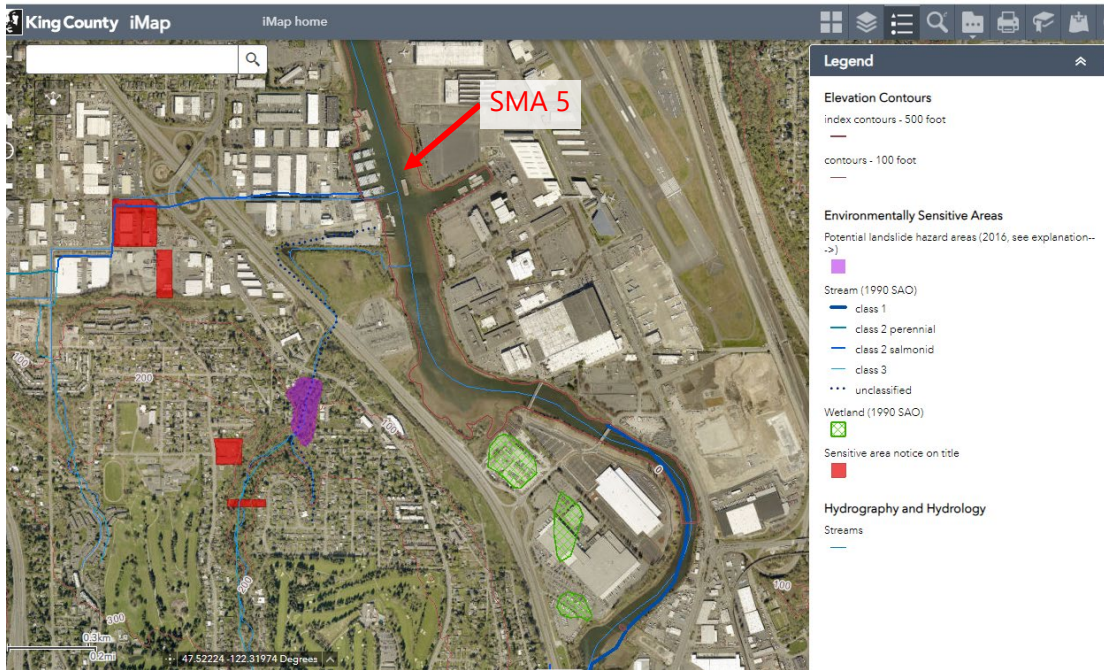 King County iMap
iMap home
SMA 5
100
200
100
0
200
300
100
0.3km
0.2mi
47.52224 -122.31974 Degrees
Legend
Elevation Contours
index contours - 500 foot
contours - 100 foot
Environmentally Sensitive Areas
Potential landslide hazard areas (2016, see explanation--
->)
Stream (1990 SAO)
class 1
class 2 perennial
class 2 salmonid
class 3
unclassified
Wetland (1990 SAO)
Sensitive area notice on title
Hydrography and Hydrology
Streams